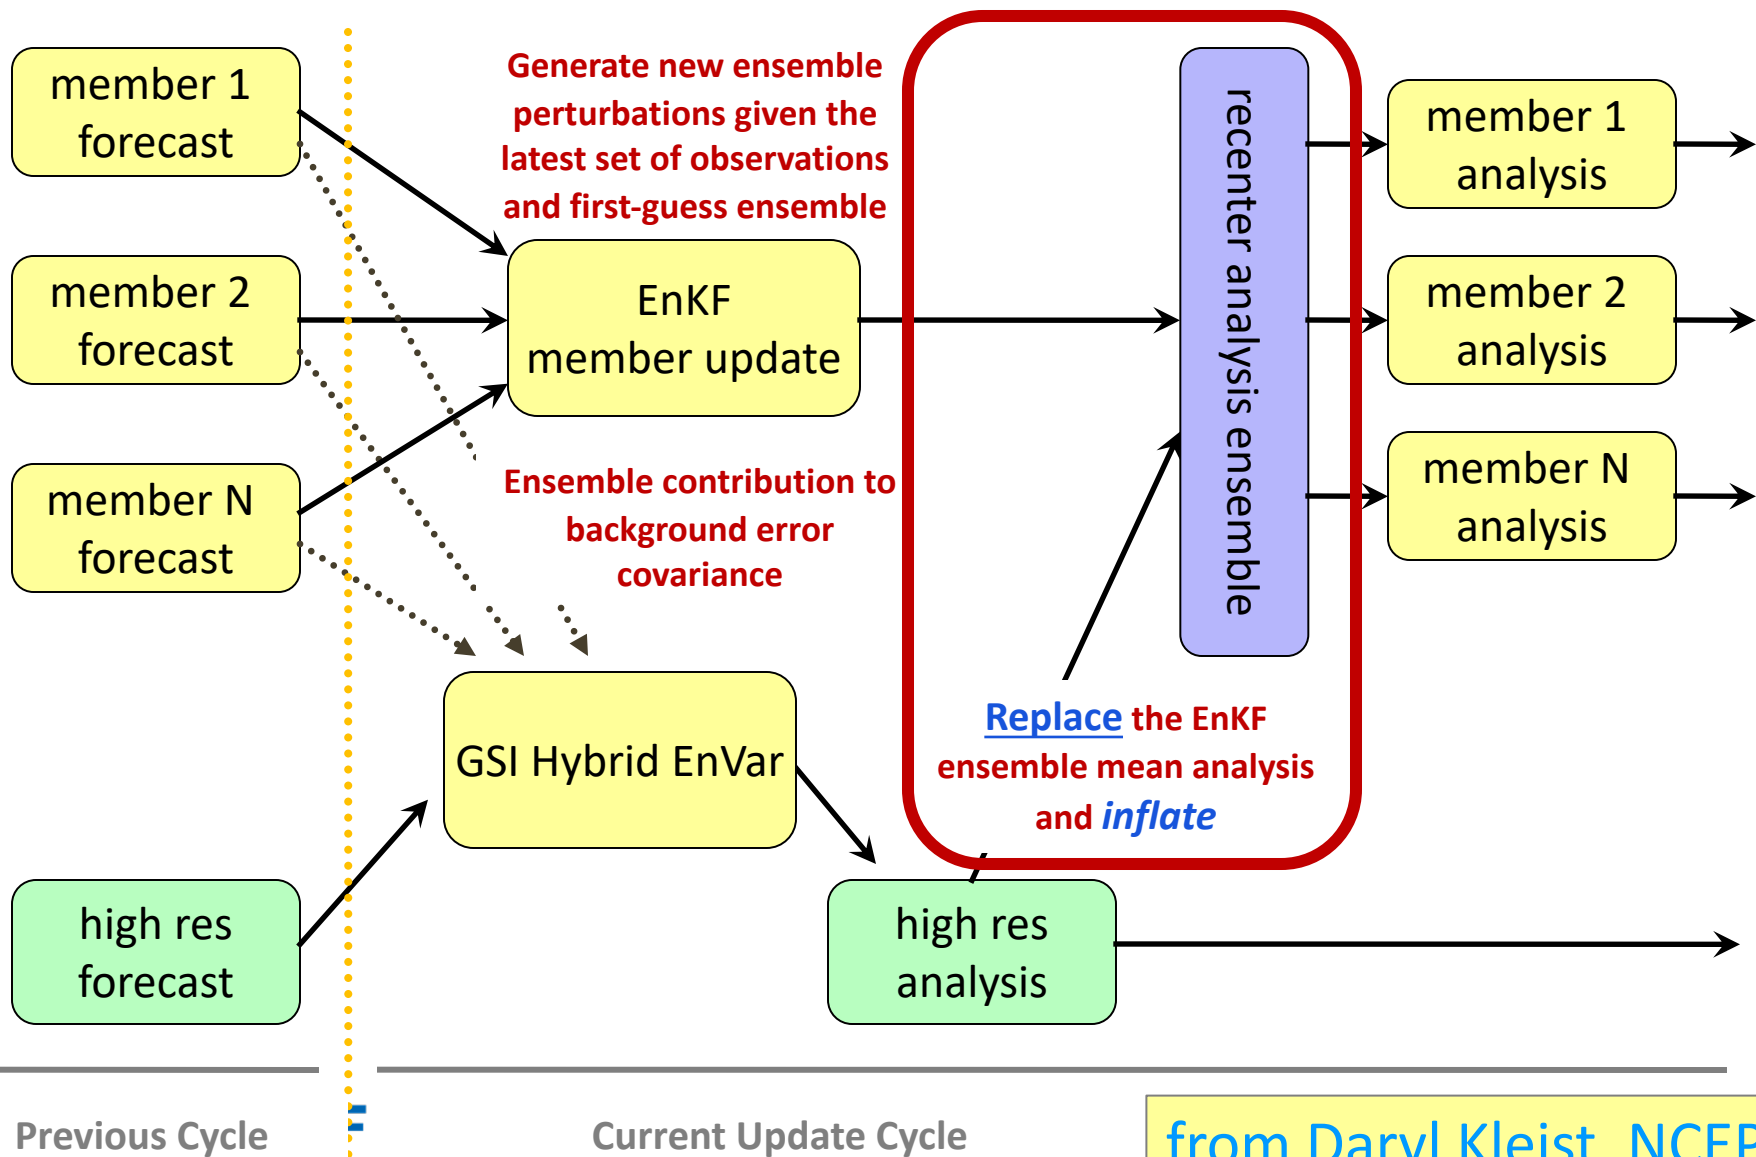 member 1
forecast
Generate new ensemble
perturbations given the
latest set of observations
and first-guess ensemble
member 2
forecast
EnKF
member update
member N
forecast
Ensemble contribution to
background error
covariance
recenter analysis ensemble
member 1
analysis
member 2
analysis
member N
analysis
GSI Hybrid EnVar
Replace the EnKF
ensemble mean analysis
and inflate
high res
forecast
high res
analysis
Previous Cycle
Current Update Cycle
from Daryl Kleist, NCEP